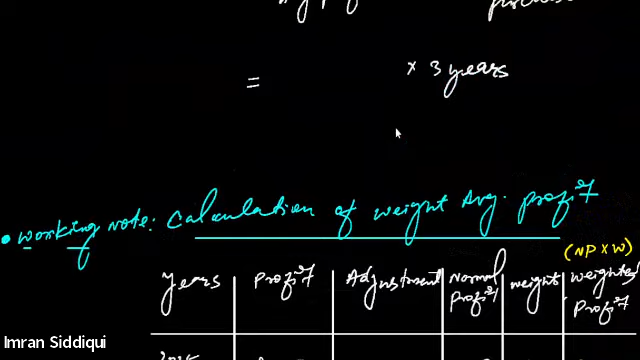 = × 3 years
• working note: Calculation of weight Avg. profit
(NP × W)
years | Profit | Adjustment | Normal profit | weight | weighted profit
Imran Siddiqui